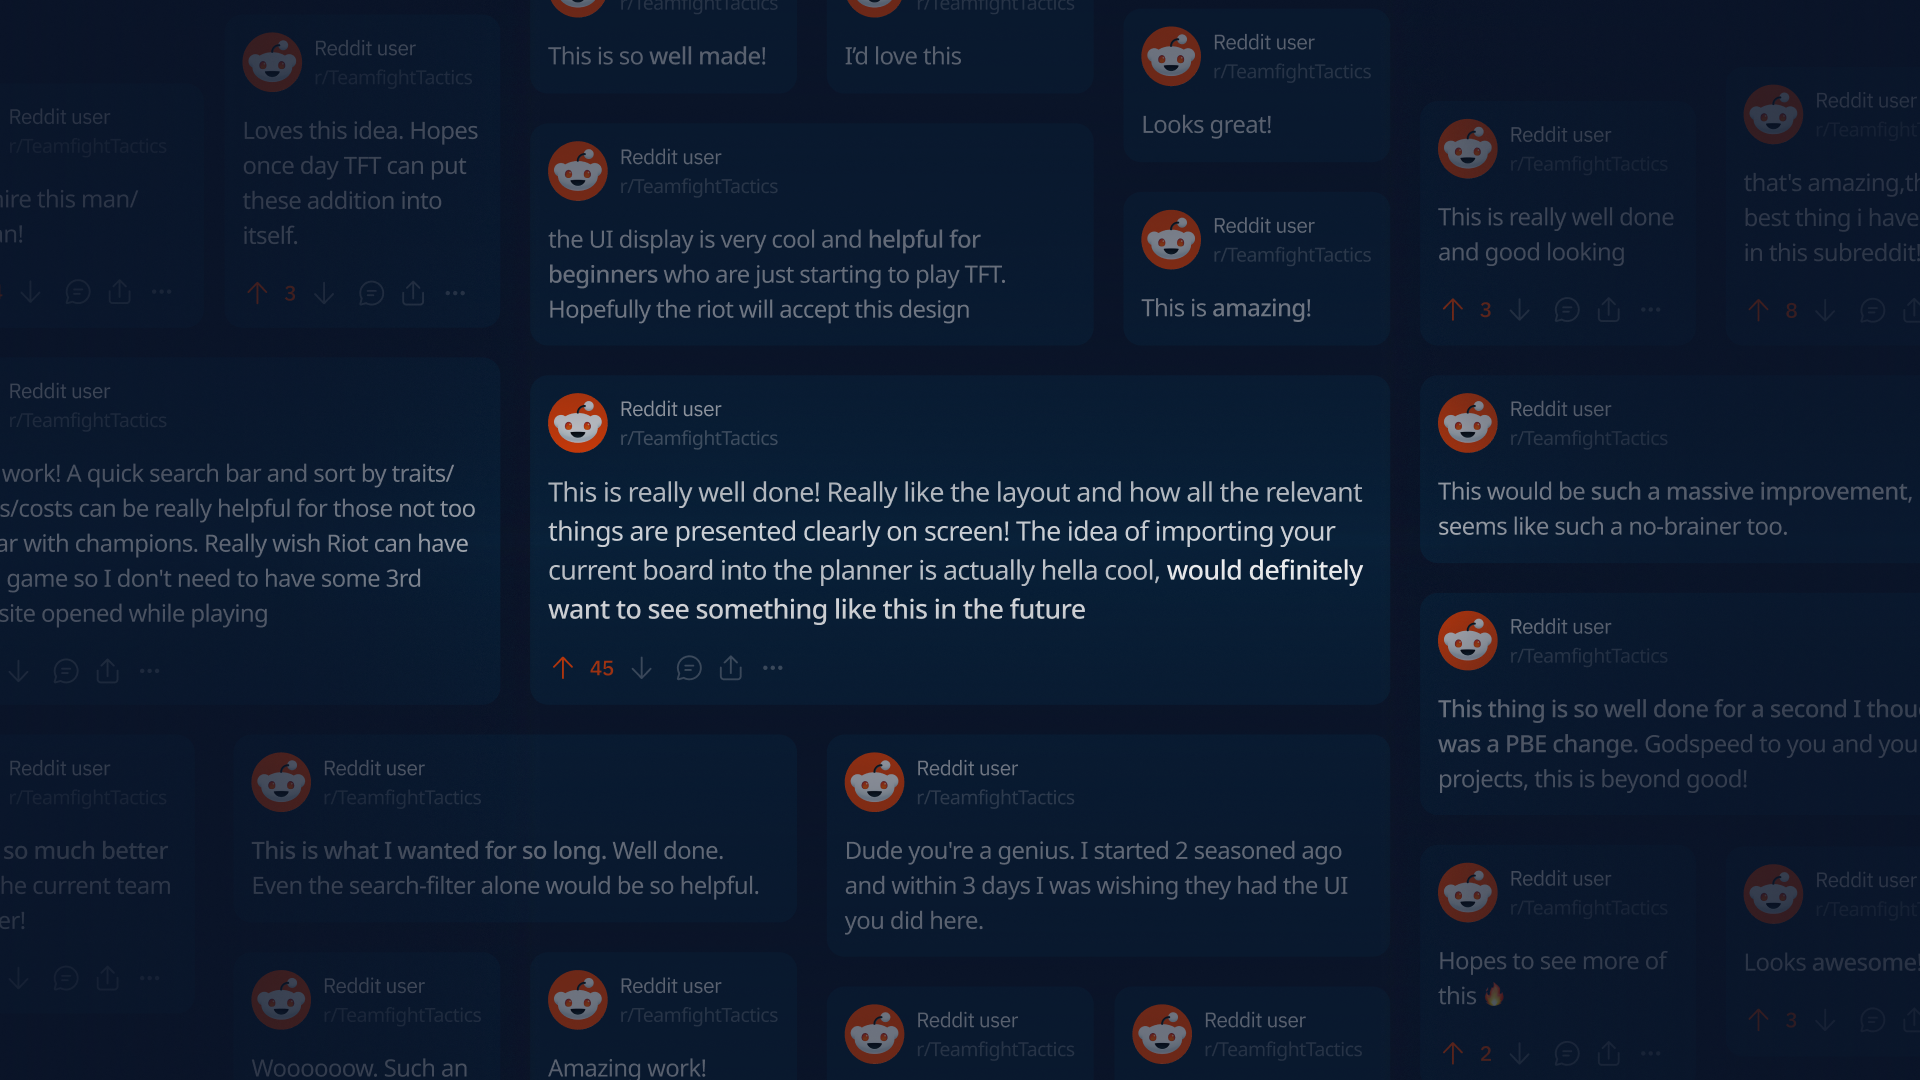 Reddit user
r/TeamfightTactics
hire this man/
an!
Reddit user
r/TeamfightTactics
Loves this idea. Hopes
once day TFT can put
these addition into
itself.
3
r/TeamfightTactics
This is so well made!
r/TeamfightTactics
I'd love this
Reddit user
r/TeamfightTactics
Looks great!
Reddit user
r/TeamfightTactics
the UI display is very cool and helpful for
beginners who are just starting to play TFT.
Hopefully the riot will accept this design
Reddit user
r/TeamfightTactics
This is amazing!
Reddit user
r/TeamfightTactics
This is really well done
and good looking
3
Reddit user
r/Teamfight
that's amazing,th
best thing i have
in this subreddit!
8
Reddit user
r/TeamfightTactics
work! A quick search bar and sort by traits/
s/costs can be really helpful for those not too
ar with champions. Really wish Riot can have
game so I don't need to have some 3rd
site opened while playing
Reddit user
r/TeamfightTactics
This is really well done! Really like the layout and how all the relevant
things are presented clearly on screen! The idea of importing your
current board into the planner is actually hella cool, would definitely
want to see something like this in the future
45
Reddit user
r/TeamfightTactics
This would be such a massive improvement,
seems like such a no-brainer too.
Reddit user
r/TeamfightTactics
This thing is so well done for a second I thou
was a PBE change. Godspeed to you and you
projects, this is beyond good!
Reddit user
r/TeamfightTactics
so much better
he current team
er!
Reddit user
r/TeamfightTactics
This is what I wanted for so long. Well done.
Even the search-filter alone would be so helpful.
Reddit user
r/TeamfightTactics
Dude you're a genius. I started 2 seasoned ago
and within 3 days I was wishing they had the UI
you did here.
Reddit user
r/TeamfightTactics
Hopes to see more of
this 🔥
2
Reddit user
r/Teamfight
Looks awesome!
3
Reddit user
r/TeamfightTactics
Woooooow. Such an
Reddit user
r/TeamfightTactics
Amazing work!
Reddit user
r/TeamfightTactics
Reddit user
r/TeamfightTactics